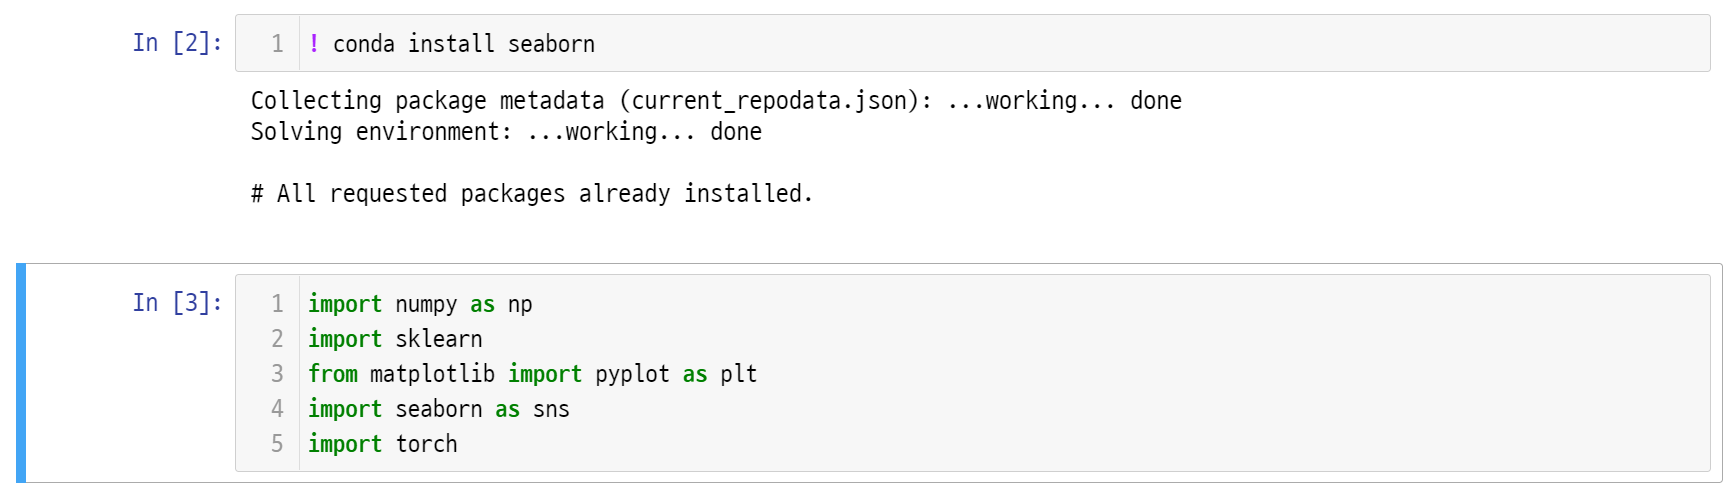 In [2]: 1 ! conda install seaborn
Collecting package metadata (current_repodata.json): ...working... done
Solving environment: ...working... done
# All requested packages already installed.
In [3]: 1 import numpy as np
2 import sklearn
3 from matplotlib import pyplot as plt
4 import seaborn as sns
5 import torch